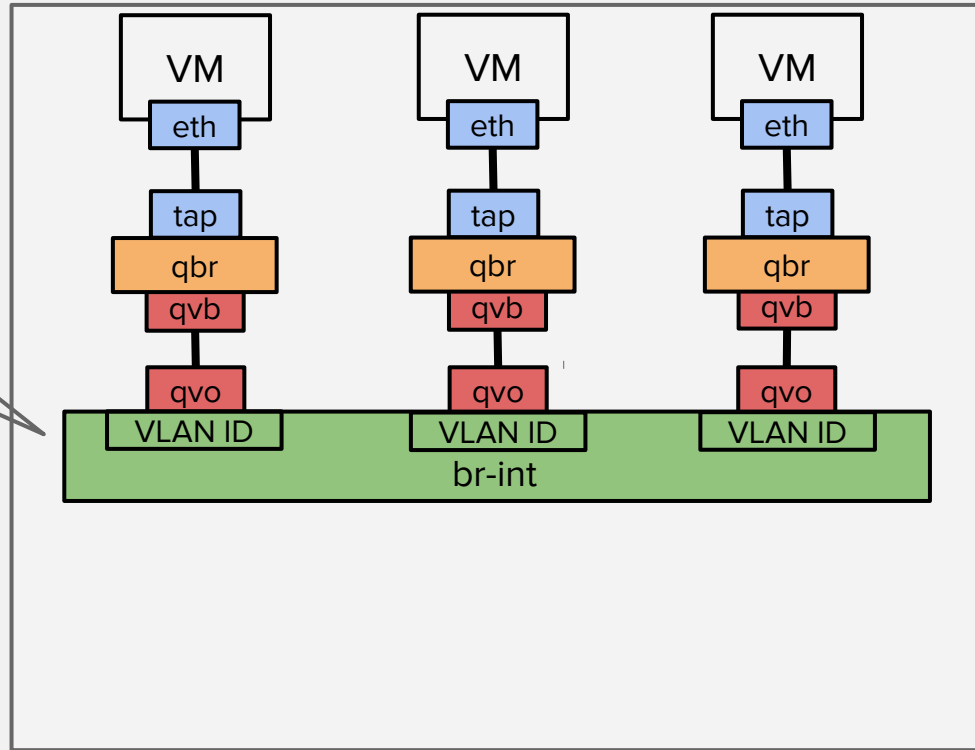 VM VM VM
eth eth eth
tap tap tap
qbr qbr qbr
qvb qvb qvb
qvo qvo qvo
VLAN ID VLAN ID VLAN ID
br-int